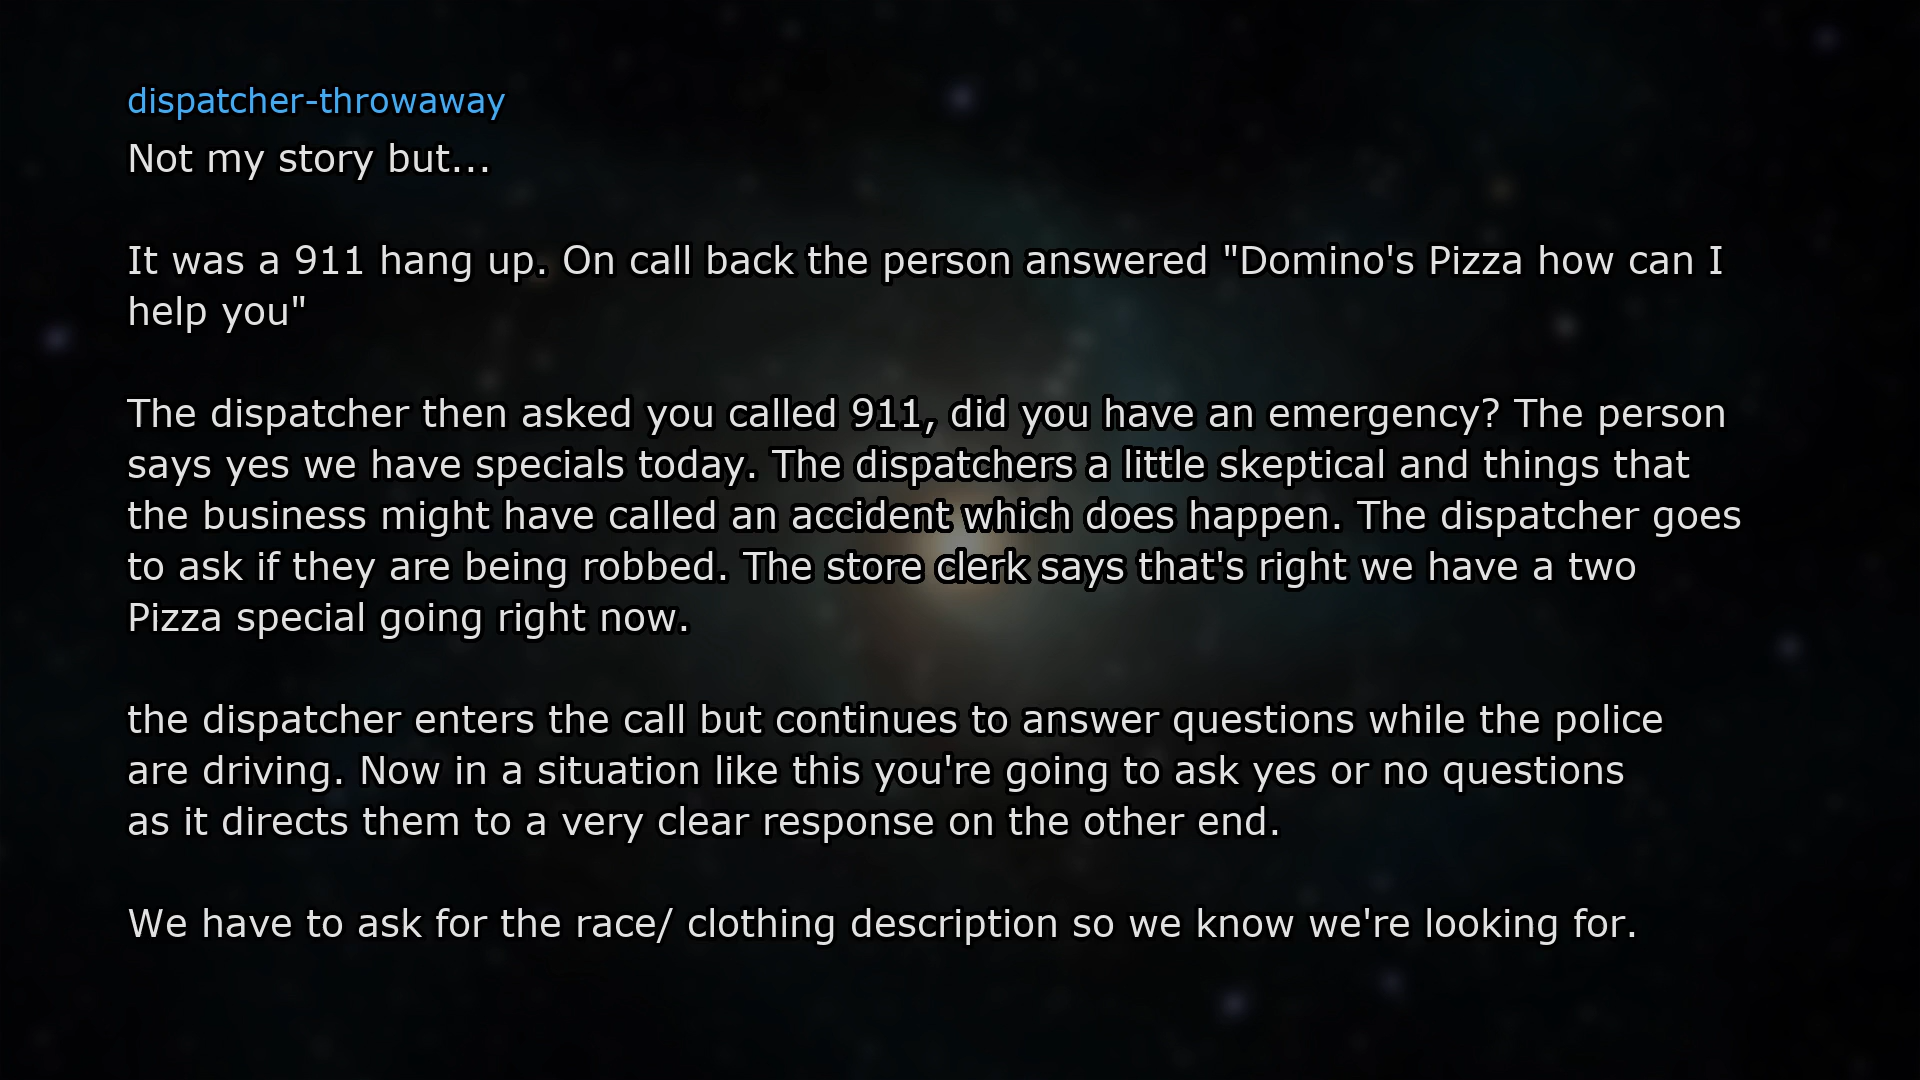 dispatcher-throwaway
Not my story but...
It was a 911 hang up. On call back the person answered "Domino's Pizza how can I
help you"
The dispatcher then asked you called 911, did you have an emergency? The person
says yes we have specials today. The dispatchers a little skeptical and things that
the business might have called an accident which does happen. The dispatcher goes
to ask if they are being robbed. The store clerk says that's right we have a two
Pizza special going right now.
the dispatcher enters the call but continues to answer questions while the police
are driving. Now in a situation like this you're going to ask yes or no questions
as it directs them to a very clear response on the other end.
We have to ask for the race/ clothing description so we know we're looking for.